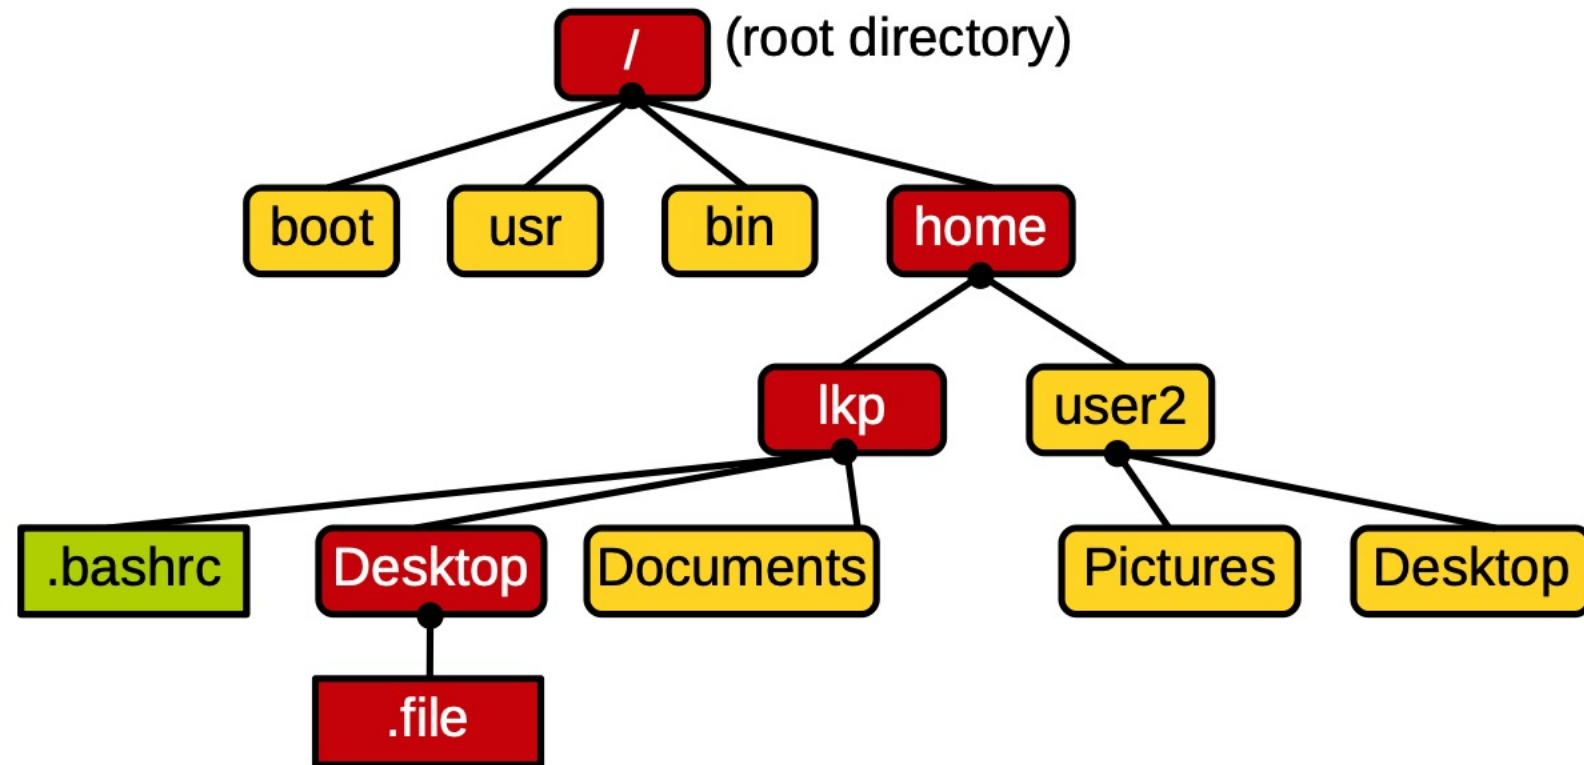 / (root directory)
boot usr bin home
lkp user2
.bashrc Desktop Documents Pictures Desktop
.file